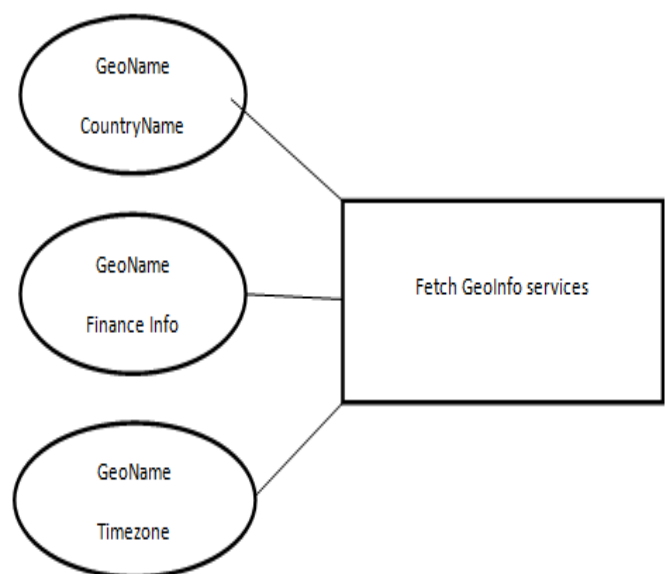 GeoName
CountryName
GeoName
Finance Info
Fetch GeoInfo services
GeoName
Timezone